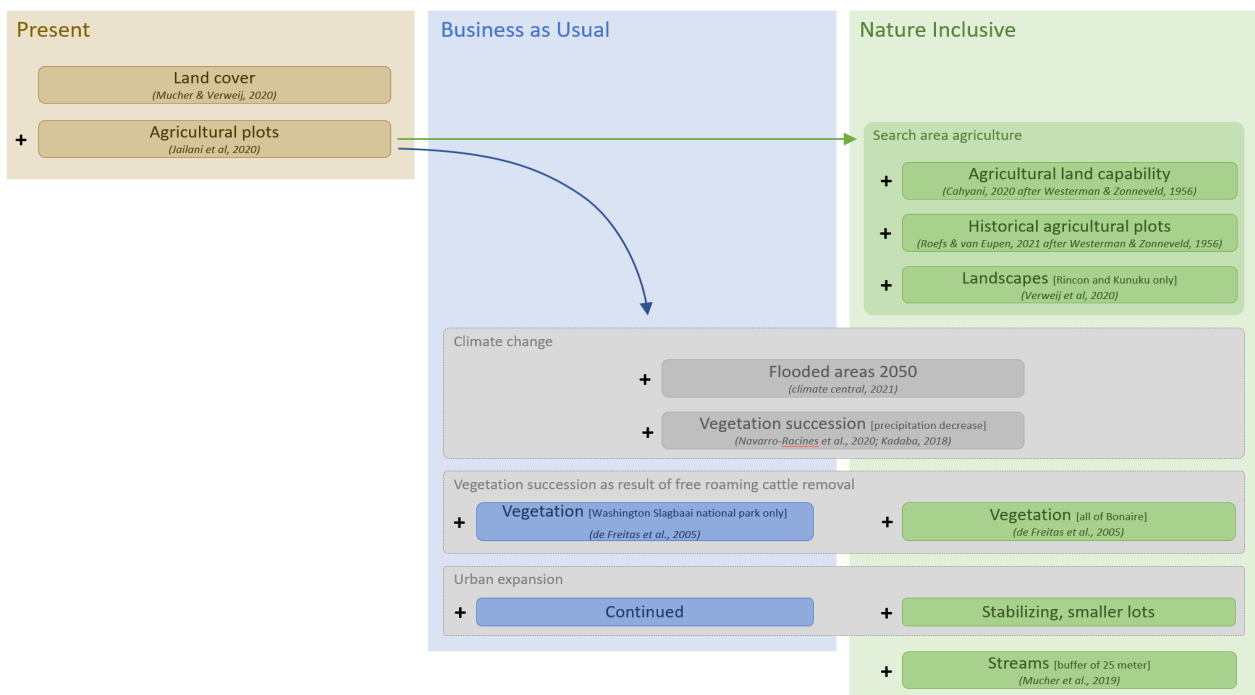 Present
Land cover
(Mucher & Verweij, 2020)
+ Agricultural plots
(Jailani et al, 2020)
Business as Usual
Nature Inclusive
Search area agriculture
+ Agricultural land capability
(Cahyani, 2020 after Westerman & Zonneveld, 1956)
+ Historical agricultural plots
(Roefs & van Eupen, 2021 after Westerman & Zonneveld, 1956)
+ Landscapes [Rincon and Kunuku only]
(Verweij et al, 2020)
Climate change
+ Flooded areas 2050
(climate central, 2021)
+ Vegetation succession [precipitation decrease]
(Navarro-Racines et al., 2020; Kadaba, 2018)
Vegetation succession as result of free roaming cattle removal
+ Vegetation [Washington Slagbaai national park only]
(de Freitas et al., 2005)
+ Vegetation [all of Bonaire]
(de Freitas et al., 2005)
Urban expansion
+ Continued
+ Stabilizing, smaller lots
+ Streams [buffer of 25 meter]
(Mucher et al., 2019)